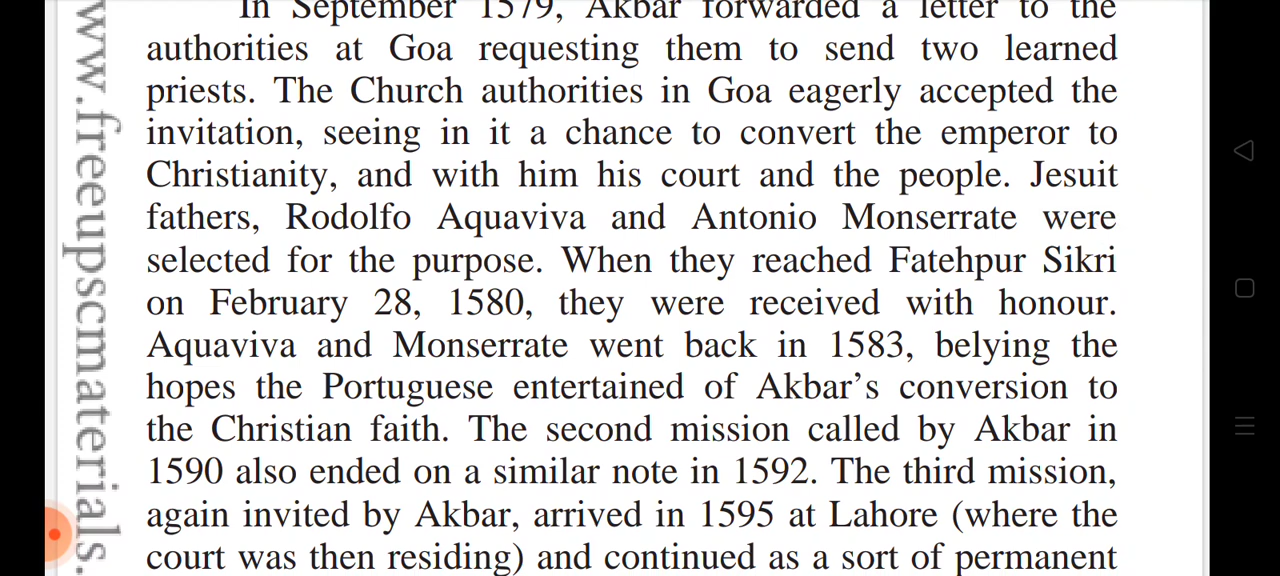 In September 1579, Akbar forwarded a letter to the
authorities at Goa requesting them to send two learned
priests. The Church authorities in Goa eagerly accepted the
invitation, seeing in it a chance to convert the emperor to
Christianity, and with him his court and the people. Jesuit
fathers, Rodolfo Aquaviva and Antonio Monserrate were
selected for the purpose. When they reached Fatehpur Sikri
on February 28, 1580, they were received with honour.
Aquaviva and Monserrate went back in 1583, belying the
hopes the Portuguese entertained of Akbar’s conversion to
the Christian faith. The second mission called by Akbar in
1590 also ended on a similar note in 1592. The third mission,
again invited by Akbar, arrived in 1595 at Lahore (where the
court was then residing) and continued as a sort of permanent
ww.freeupscmaterials.